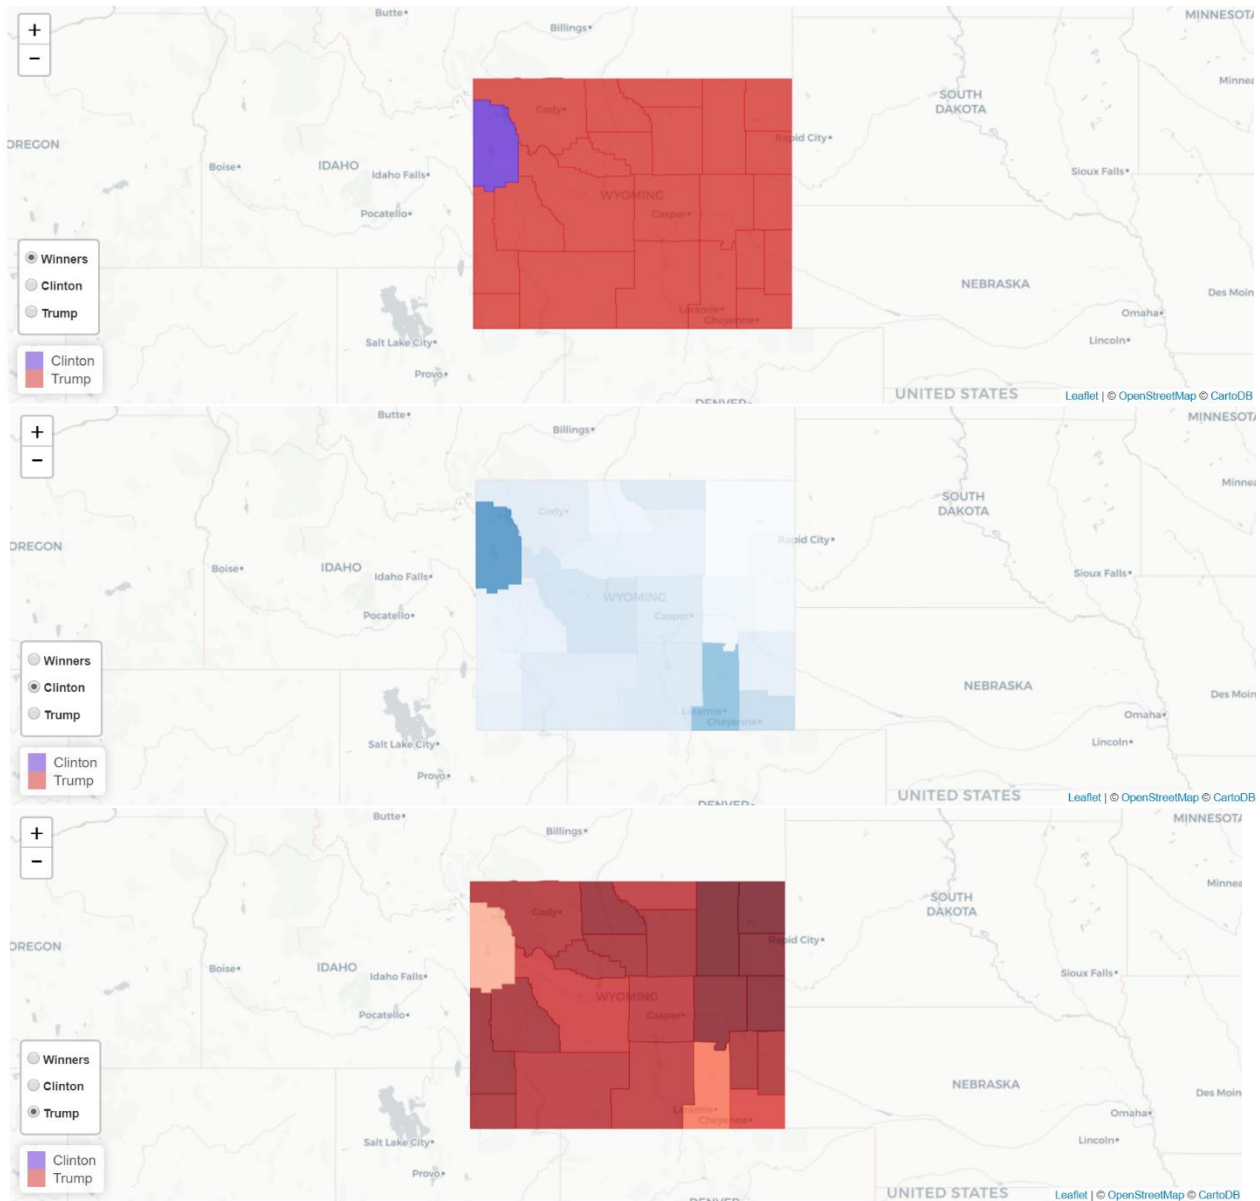 Butte
Billings
MINNESOTA
+
−
SOUTH
DAKOTA
Minnea
Cody
OREGON
Boise
IDAHO
Idaho Falls
Rapid City
Sioux Falls
WYOMING
Pocatello
Casper
Winners
Clinton
Trump
NEBRASKA
Des Moin
Laramie
Cheyenne
Omaha
Salt Lake City
Lincoln
Clinton
Trump
Provo
DENVER
UNITED STATES
Leaflet | © OpenStreetMap © CartoDB
Butte
Billings
MINNESOTA
+
−
SOUTH
DAKOTA
Minnea
Cody
OREGON
Boise
IDAHO
Idaho Falls
Rapid City
Sioux Falls
WYOMING
Pocatello
Casper
Winners
Clinton
Trump
NEBRASKA
Des Moin
Laramie
Cheyenne
Omaha
Salt Lake City
Lincoln
Clinton
Trump
Provo
DENVER
UNITED STATES
Leaflet | © OpenStreetMap © CartoDB
Butte
Billings
MINNESOTA
+
−
SOUTH
DAKOTA
Minnea
Cody
OREGON
Boise
IDAHO
Idaho Falls
Rapid City
Sioux Falls
WYOMING
Pocatello
Casper
Winners
Clinton
Trump
NEBRASKA
Des Moin
Laramie
Cheyenne
Omaha
Salt Lake City
Lincoln
Clinton
Trump
Provo
DENVER
UNITED STATES
Leaflet | © OpenStreetMap © CartoDB